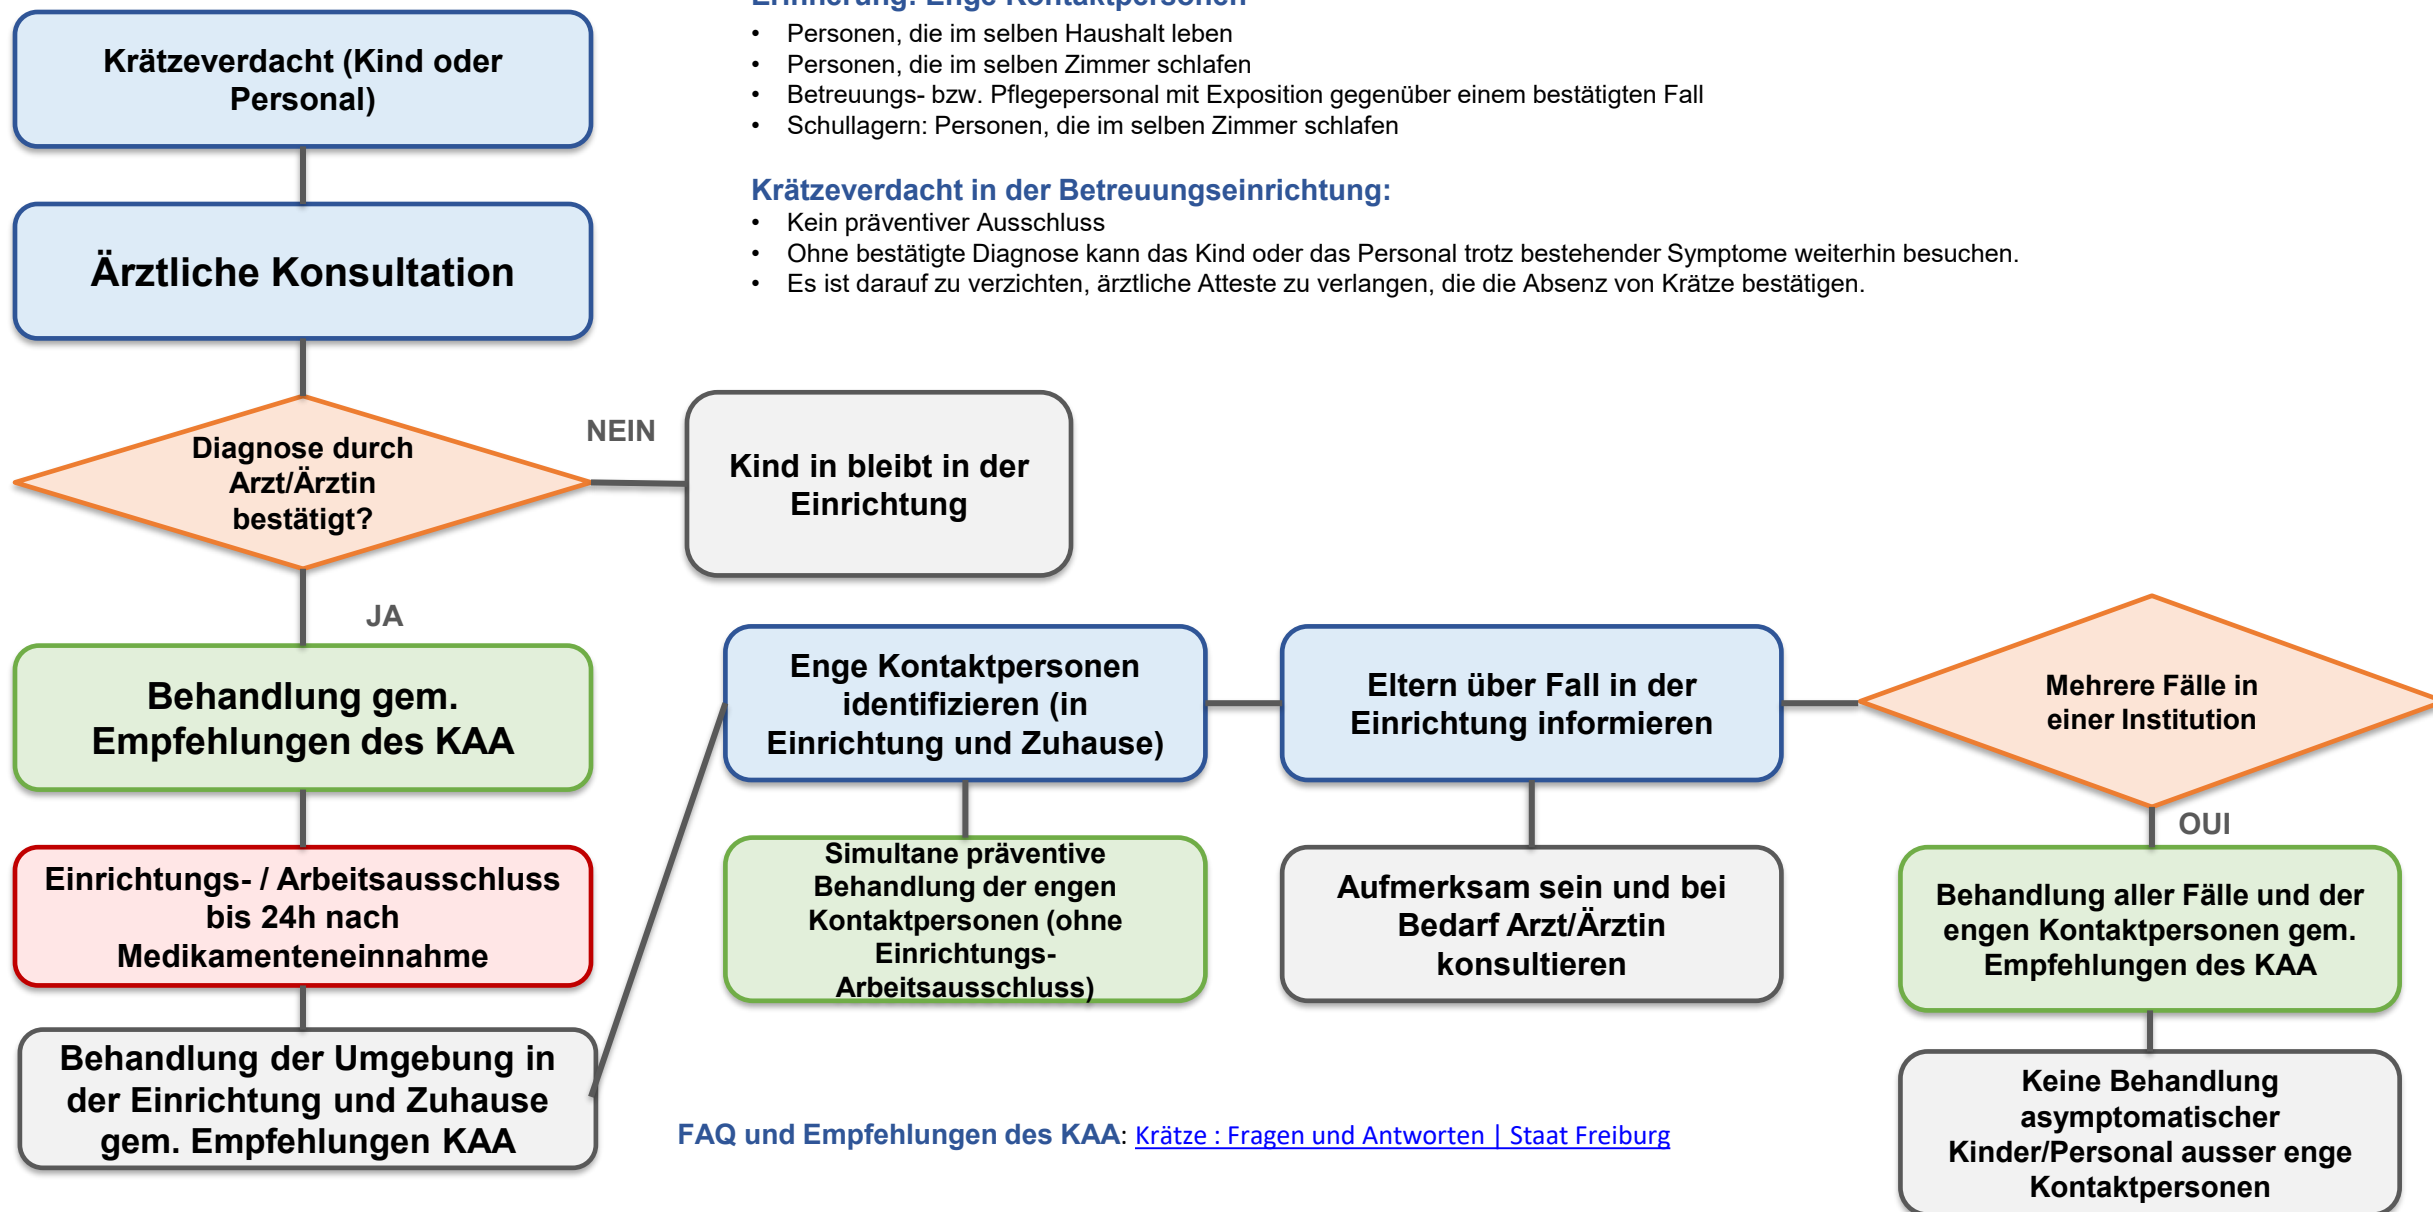 Erinnerung: Enge Kontaktpersonen
• Personen, die im selben Haushalt leben
• Personen, die im selben Zimmer schlafen
• Betreuungs- bzw. Pflegepersonal mit Exposition gegenüber einem bestätigten Fall
• Schullagern: Personen, die im selben Zimmer schlafen
Krätzeverdacht in der Betreuungseinrichtung:
• Kein präventiver Ausschluss
• Ohne bestätigte Diagnose kann das Kind oder das Personal trotz bestehender Symptome weiterhin besuchen.
• Es ist darauf zu verzichten, ärztliche Atteste zu verlangen, die die Absenz von Krätze bestätigen.
Krätzeverdacht (Kind oder
Personal)
Ärztliche Konsultation
Diagnose durch
Arzt/Ärztin
bestätigt?
NEIN
Kind in bleibt in der
Einrichtung
JA
Behandlung gem.
Empfehlungen des KAA
Einrichtungs- / Arbeitsausschluss
bis 24h nach
Medikamenteneinnahme
Behandlung der Umgebung in
der Einrichtung und Zuhause
gem. Empfehlungen KAA
Enge Kontaktpersonen
identifizieren (in
Einrichtung und Zuhause)
Simultane präventive
Behandlung der engen
Kontaktpersonen (ohne
Einrichtungs-
Arbeitsausschluss)
Eltern über Fall in der
Einrichtung informieren
Aufmerksam sein und bei
Bedarf Arzt/Ärztin
konsultieren
Mehrere Fälle in
einer Institution
OUI
Behandlung aller Fälle und der
engen Kontaktpersonen gem.
Empfehlungen des KAA
Keine Behandlung
asymptomatischer
Kinder/Personal ausser enge
Kontaktpersonen
FAQ und Empfehlungen des KAA: Krätze : Fragen und Antworten | Staat Freiburg